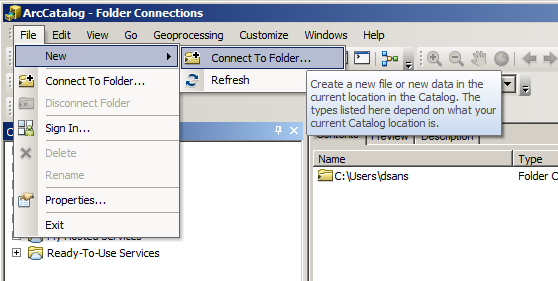 ArcCatalog - Folder Connections
File Edit View Go Geoprocessing Customize Windows Help
New
Connect To Folder...
Disconnect Folder
Sign In...
Delete
Rename
Properties...
Exit
Connect To Folder...
Refresh
Create a new file or new data in the
current location in the Catalog. The
types listed here depend on what your
current Catalog location is.
Contents Preview Description
Name Type
C:\Users\dsans Folder C
My Hosted Services
Ready-To-Use Services